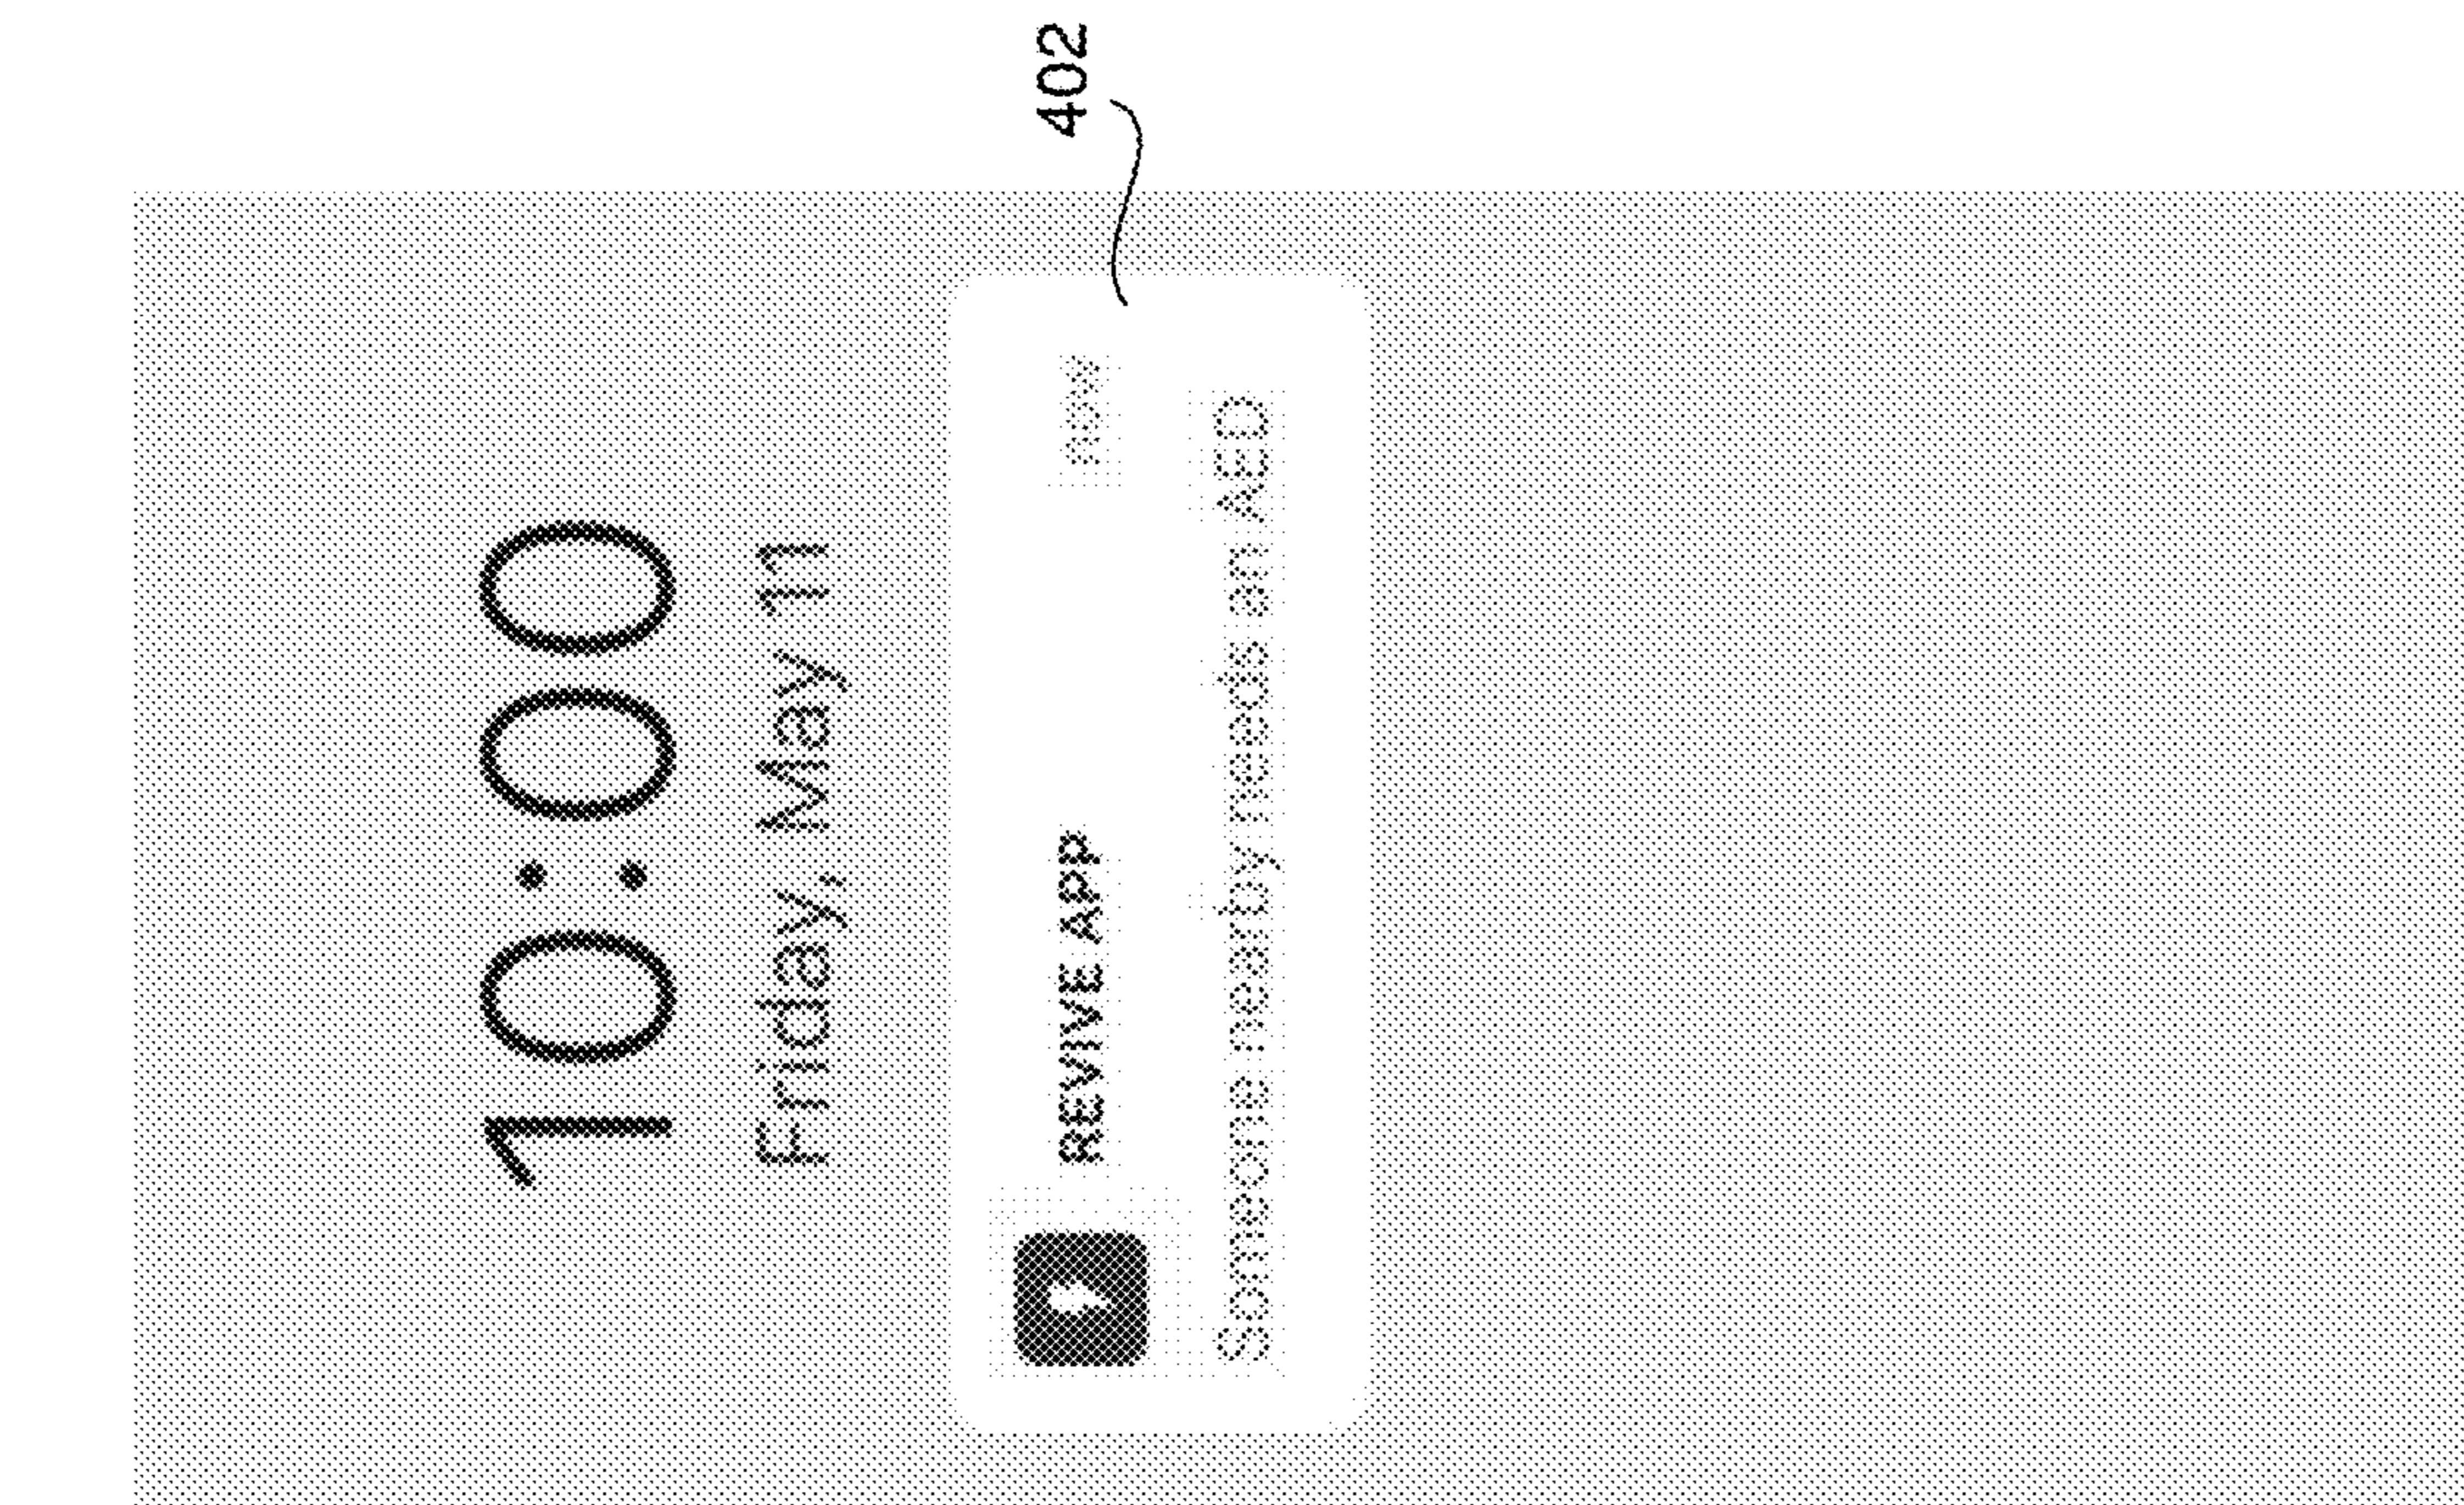 402
10:00
Friday, May 11
REVIVE APP now
Someone nearby needs an AED